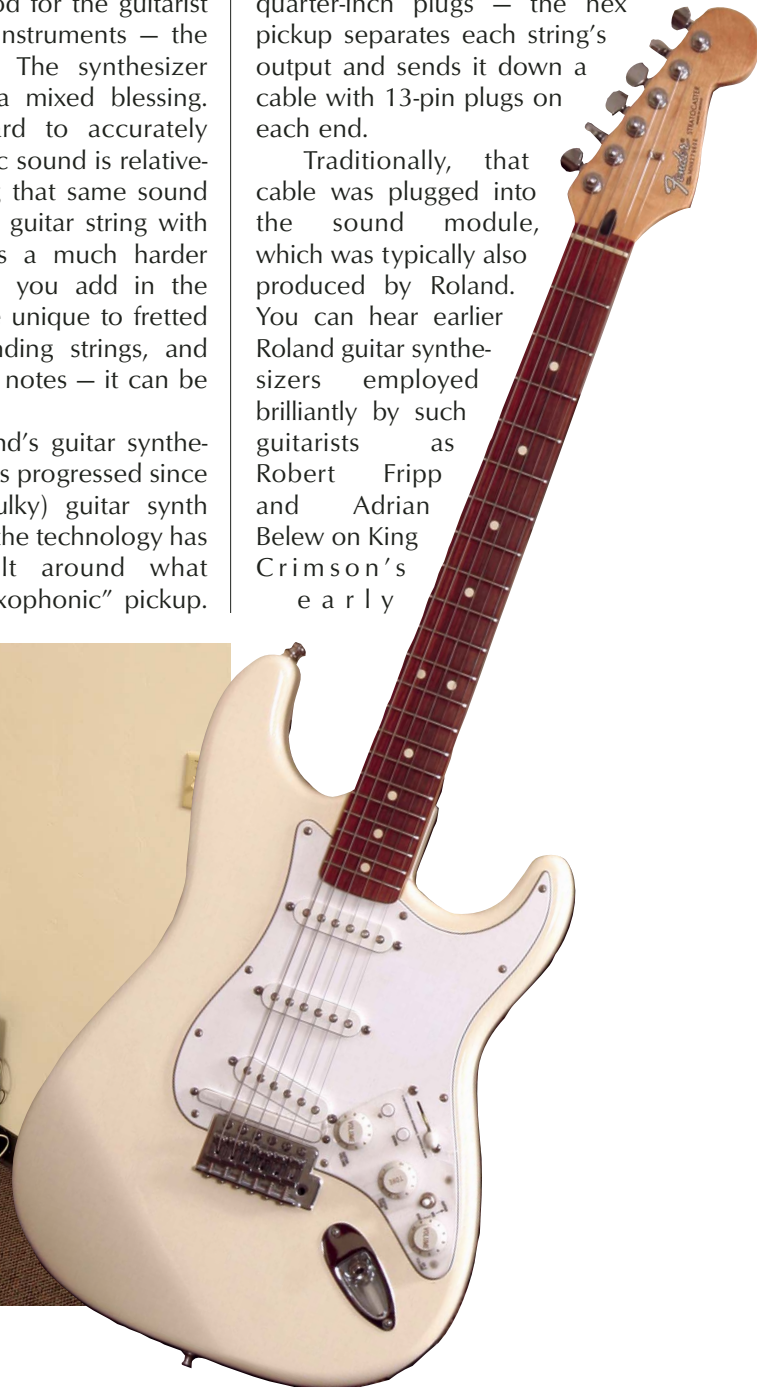 od for the guitarist
nstruments — the
The synthesizer
a mixed blessing.
rd to accurately
c sound is relative-
that same sound
guitar string with
s a much harder
you add in the
unique to fretted
nding strings, and
notes — it can be
nd's guitar synthe-
s progressed since
ulky) guitar synth
the technology has
lt around what
xophonic” pickup.
quarter-inch plugs — the hex
pickup separates each string's
output and sends it down a
cable with 13-pin plugs on
each end.
Traditionally, that
cable was plugged into
the sound module,
which was typically also
produced by Roland.
You can hear earlier
Roland guitar synthe-
sizers employed
brilliantly by such
guitarists as
Robert Fripp
and Adrian
Belew on King
Crimson's
early
Fender
STRATOCASTER
VOLUME
TONE
VOLUME